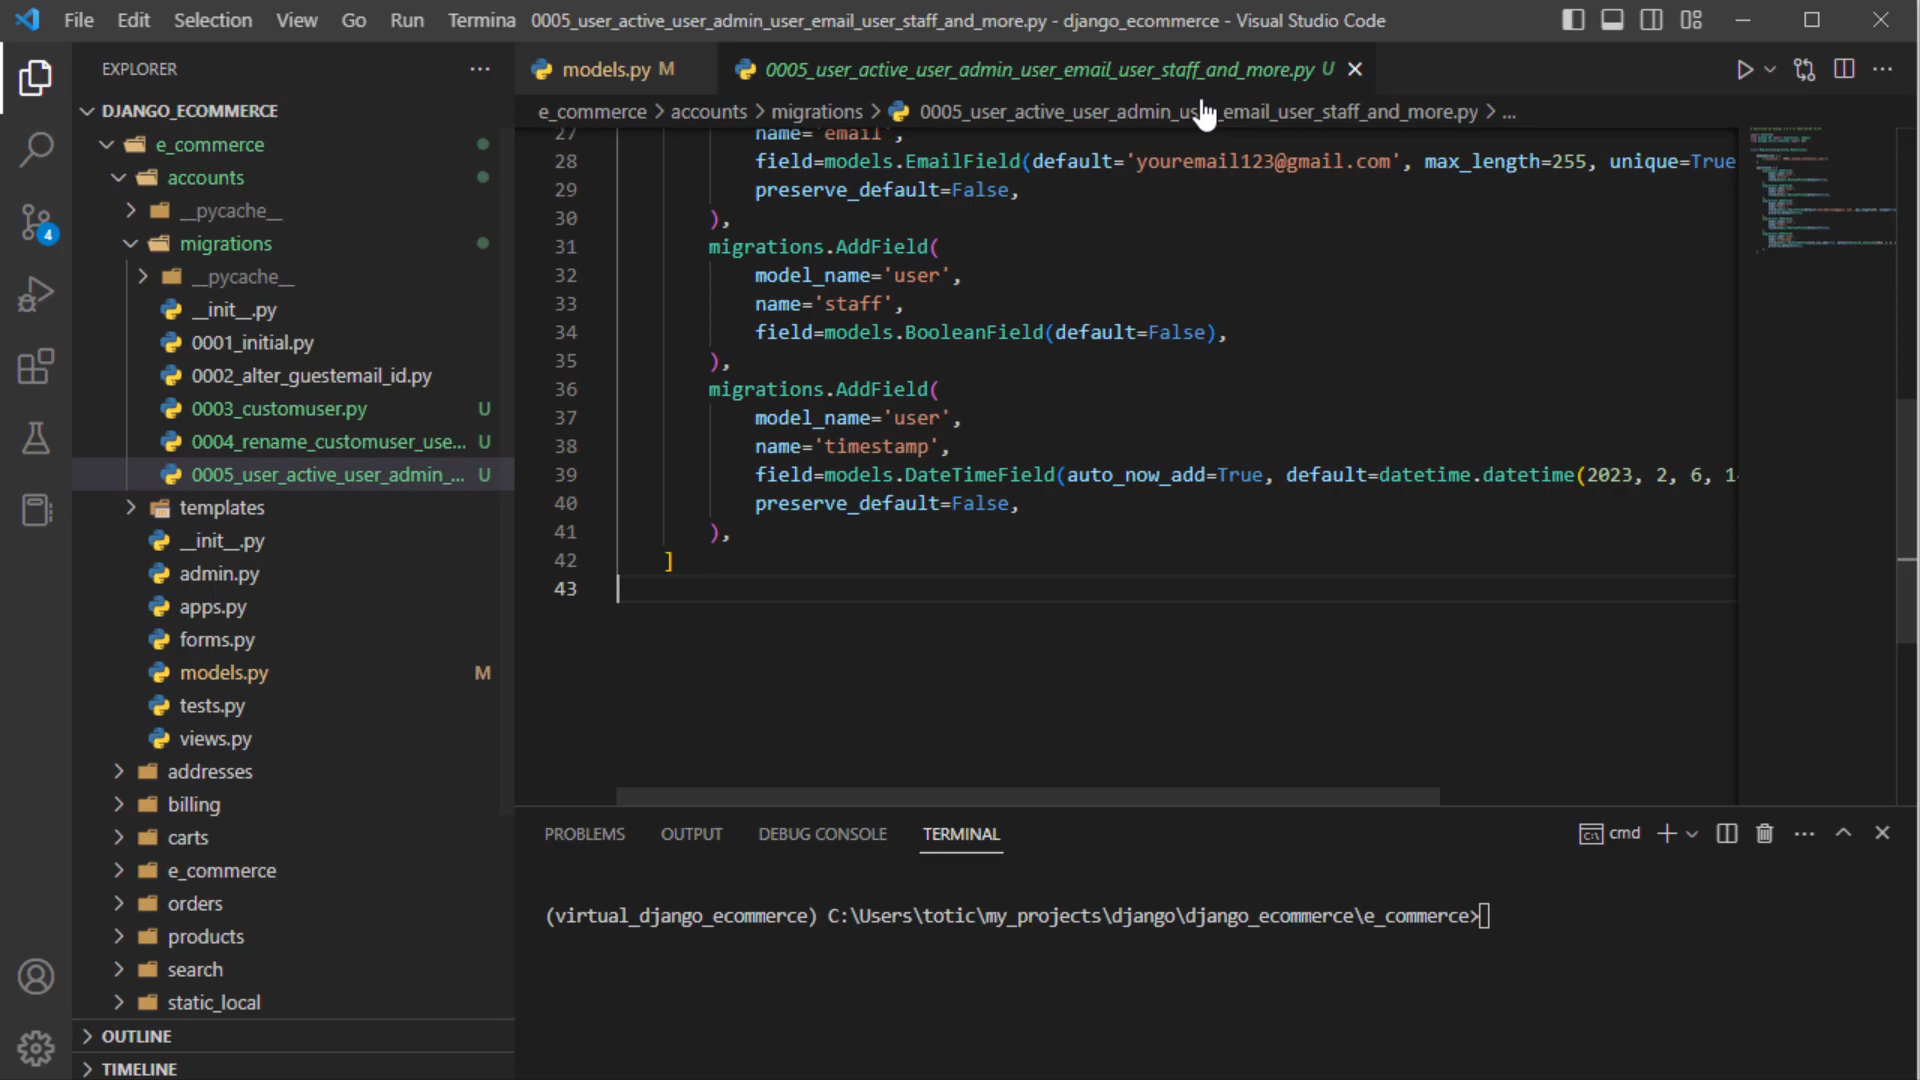 File Edit Selection View Go Run Termina 0005_user_active_user_admin_user_email_user_staff_and_more.py - django_ecommerce - Visual Studio Code
EXPLORER
models.py M
0005_user_active_user_admin_user_email_user_staff_and_more.py U
DJANGO_ECOMMERCE
e_commerce > accounts > migrations > 0005_user_active_user_admin_us email_user_staff_and_more.py > ...
e_commerce
accounts
__pycache__
migrations
__pycache__
__init__.py
0001_initial.py
0002_alter_guestemail_id.py
0003_customuser.py U
0004_rename_customuser_use... U
0005_user_active_user_admin_... U
templates
__init__.py
admin.py
apps.py
forms.py
models.py M
tests.py
views.py
addresses
billing
carts
e_commerce
orders
products
search
static_local
OUTLINE
TIMELINE
4
27 name='email',
28 field=models.EmailField(default='youremail123@gmail.com', max_length=255, unique=True
29 preserve_default=False,
30 ),
31 migrations.AddField(
32 model_name='user',
33 name='staff',
34 field=models.BooleanField(default=False),
35 ),
36 migrations.AddField(
37 model_name='user',
38 name='timestamp',
39 field=models.DateTimeField(auto_now_add=True, default=datetime.datetime(2023, 2, 6, 1
40 preserve_default=False,
41 ),
42 ]
43
PROBLEMS OUTPUT DEBUG CONSOLE TERMINAL
cmd
(virtual_django_ecommerce) C:\Users\totic\my_projects\django\django_ecommerce\e_commerce>